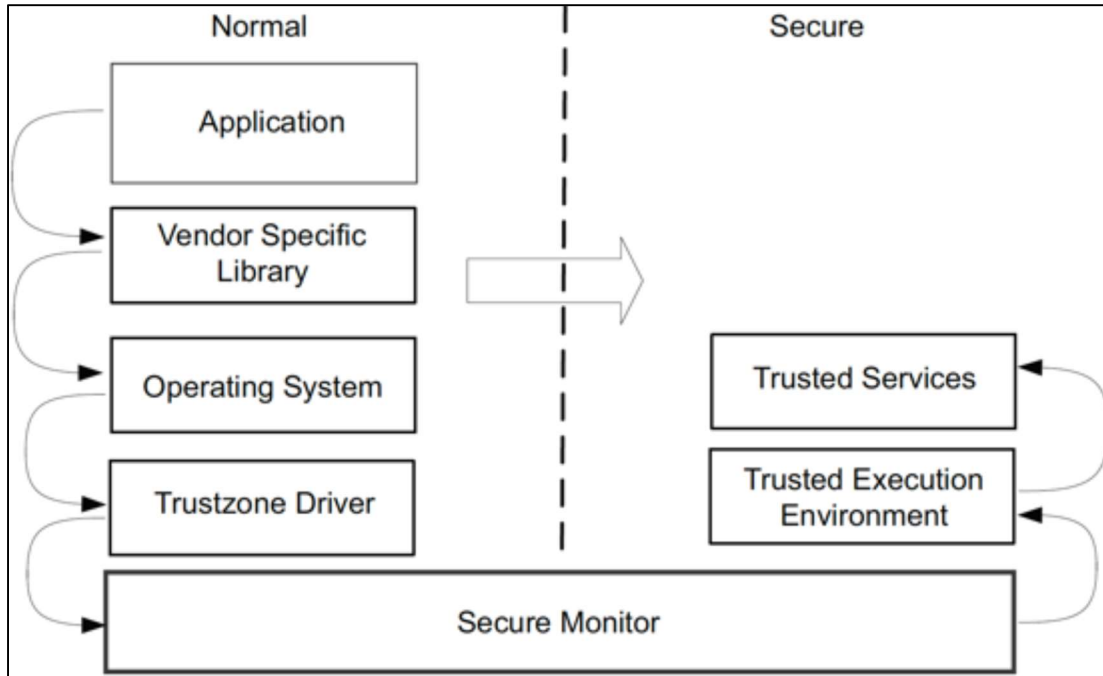 Normal
Secure
Application
Vendor Specific
Library
Operating System
Trusted Services
Trustzone Driver
Trusted Execution
Environment
Secure Monitor